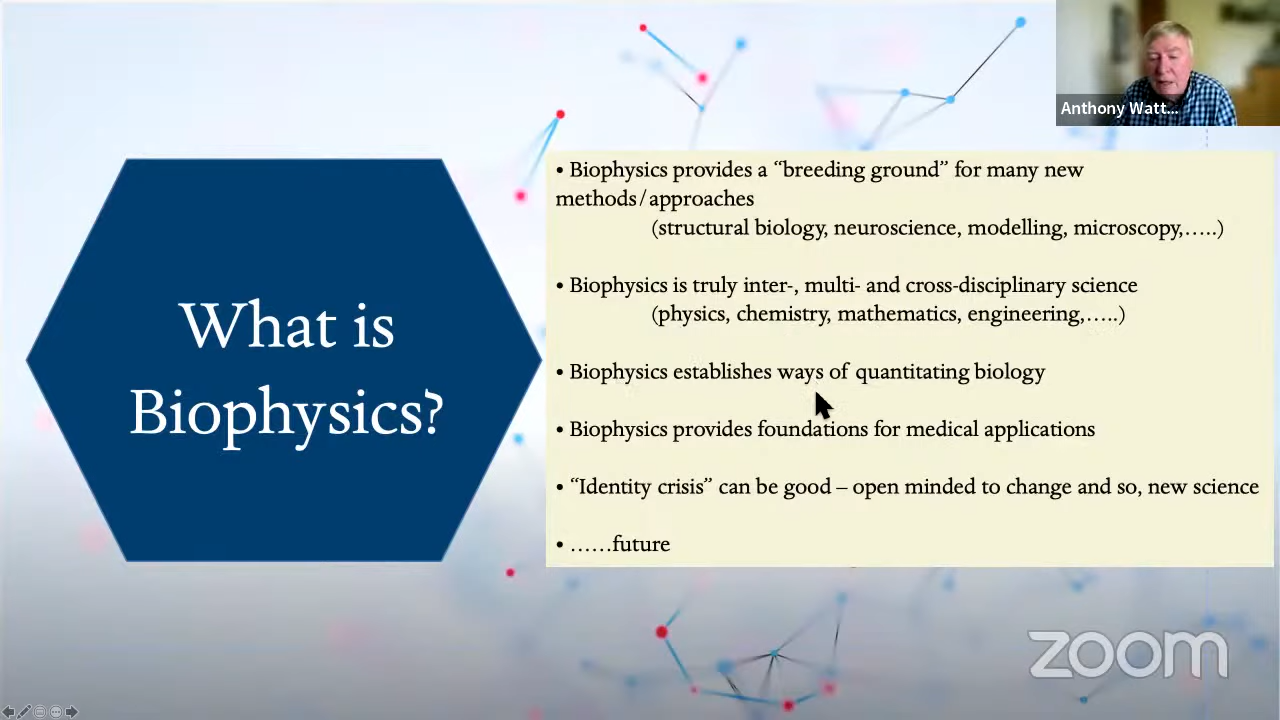 Anthony Watt...
What is
Biophysics?
• Biophysics provides a “breeding ground” for many new
methods/approaches
(structural biology, neuroscience, modelling, microscopy,…..)
• Biophysics is truly inter-, multi- and cross-disciplinary science
(physics, chemistry, mathematics, engineering,…..)
• Biophysics establishes ways of quantitating biology
• Biophysics provides foundations for medical applications
• “Identity crisis” can be good – open minded to change and so, new science
• ……future
zoom